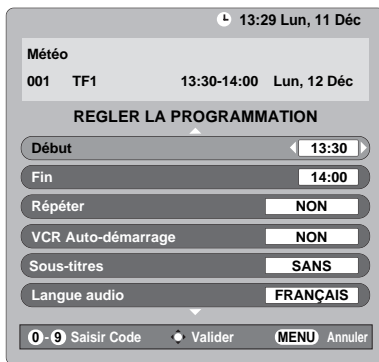 13:29 Lun, 11 Déc
Météo
001 TF1 13:30-14:00 Lun, 12 Déc
REGLER LA PROGRAMMATION
Début 13:30
Fin 14:00
Répéter NON
VCR Auto-démarrage NON
Sous-titres SANS
Langue audio FRANÇAIS
0-9 Saisir Code Valider MENU Annuler